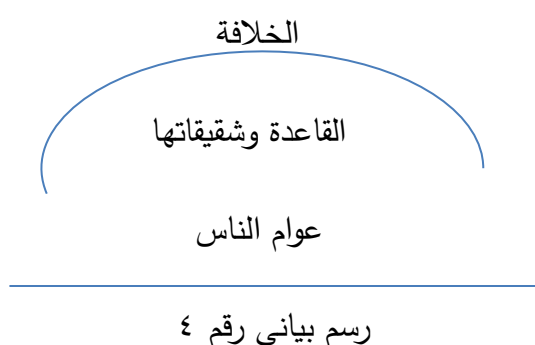 الخلافة
القاعدة وشقيقاتها
عوام الناس
رسم بياني رقم ٤